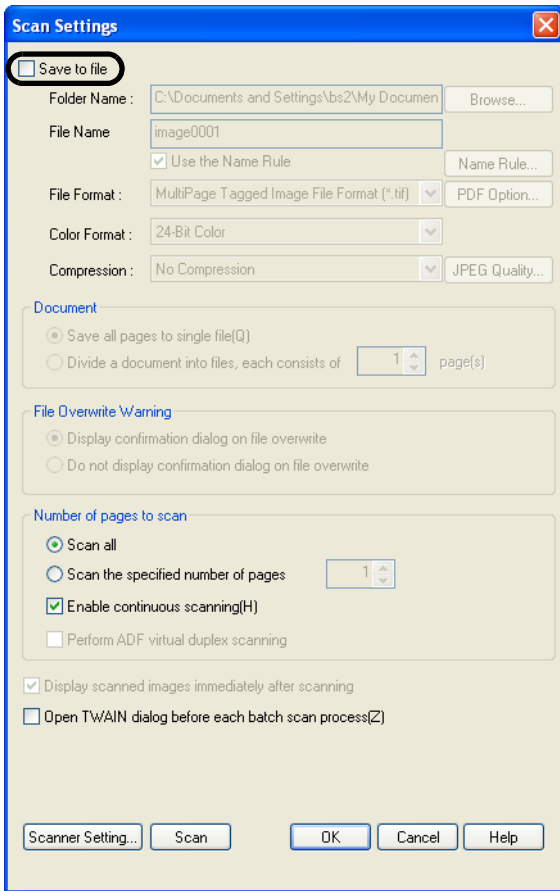 Scan Settings
Save to file
Folder Name : C:\Documents and Settings\bs2\My Documen Browse...
File Name image0001
Use the Name Rule Name Rule...
File Format : MultiPage Tagged Image File Format (*.tif) PDF Option...
Color Format : 24-Bit Color
Compression : No Compression JPEG Quality...
Document
Save all pages to single file(Q)
Divide a document into files, each consists of 1 page(s)
File Overwrite Warning
Display confirmation dialog on file overwrite
Do not display confirmation dialog on file overwrite
Number of pages to scan
Scan all
Scan the specified number of pages 1
Enable continuous scanning(H)
Perform ADF virtual duplex scanning
Display scanned images immediately after scanning
Open TWAIN dialog before each batch scan process(Z)
Scanner Setting... Scan OK Cancel Help